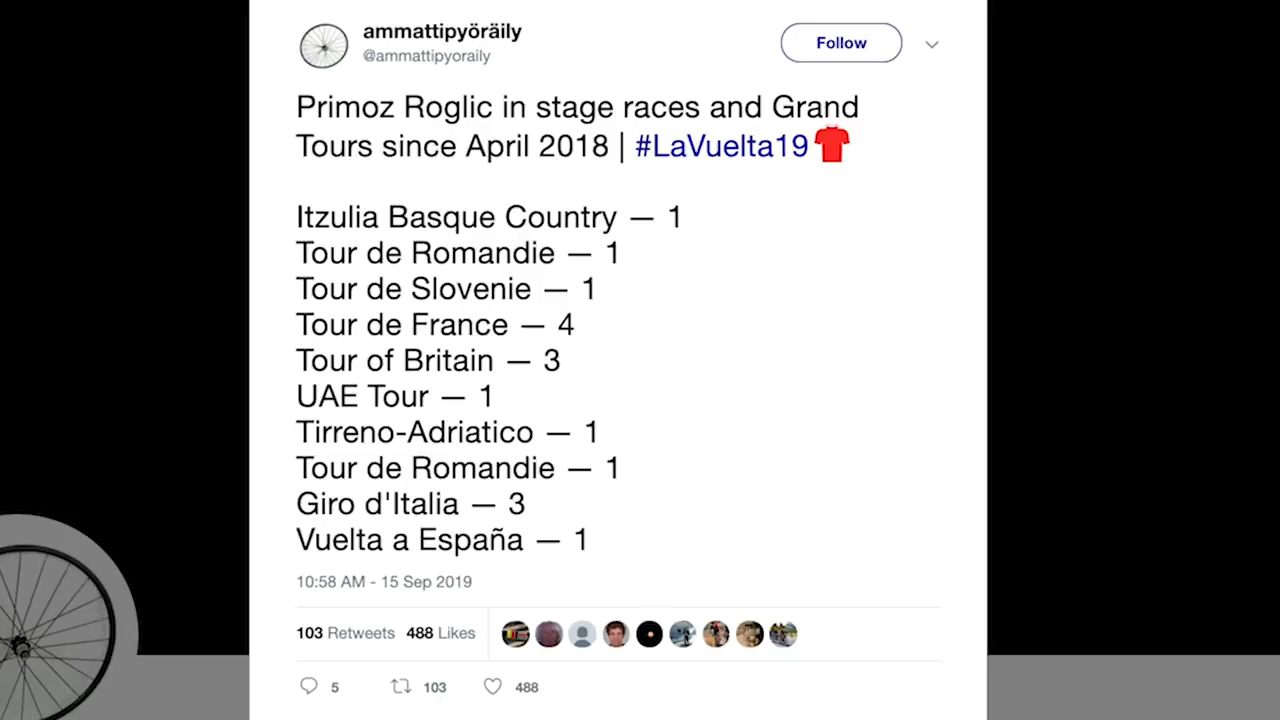 ammattipyöräily
@ammattipyoraily
Follow
Primoz Roglic in stage races and Grand
Tours since April 2018 | #LaVuelta19
Itzulia Basque Country — 1
Tour de Romandie — 1
Tour de Slovenie — 1
Tour de France — 4
Tour of Britain — 3
UAE Tour — 1
Tirreno-Adriatico — 1
Tour de Romandie — 1
Giro d'Italia — 3
Vuelta a España — 1
10:58 AM - 15 Sep 2019
103 Retweets 488 Likes
5 103 488